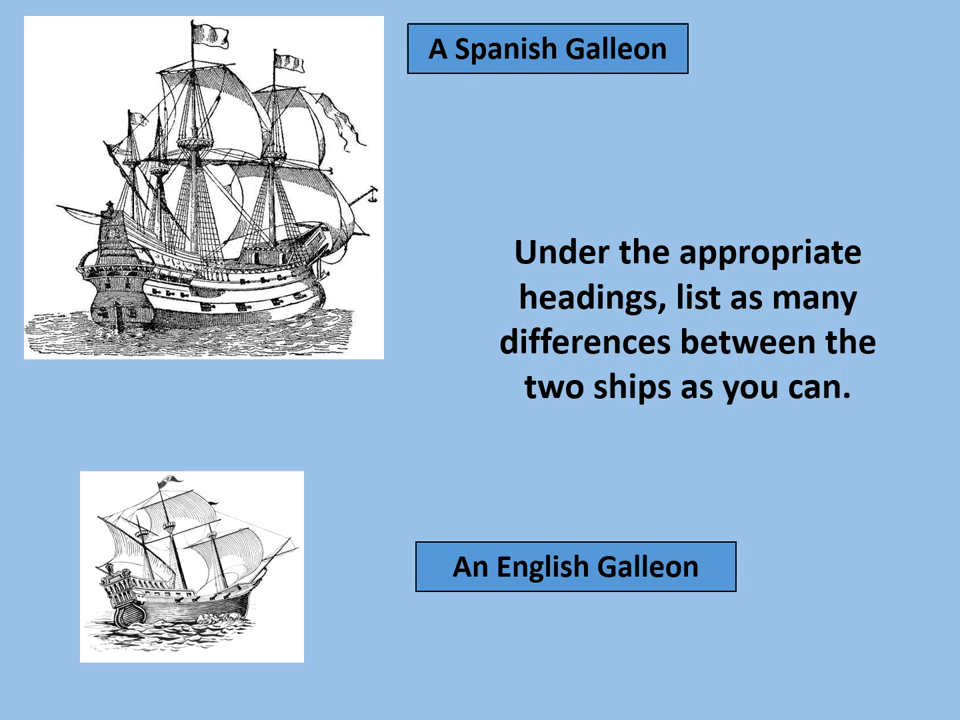 A Spanish Galleon
Under the appropriate
headings, list as many
differences between the
two ships as you can.
An English Galleon